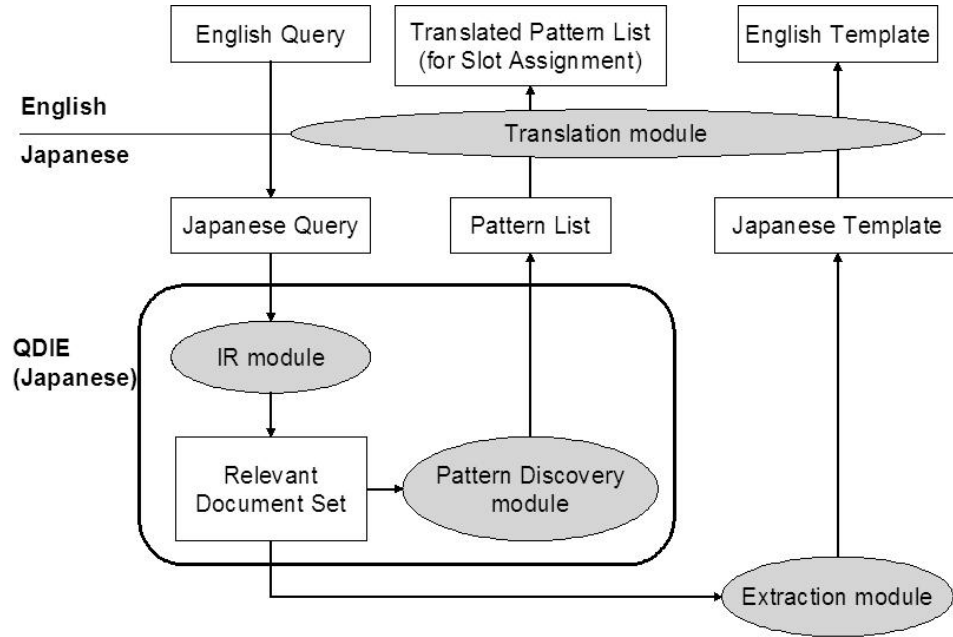 English Query
Translated Pattern List
(for Slot Assignment)
English Template
English
Translation module
Japanese
Japanese Query
Pattern List
Japanese Template
QDIE
(Japanese)
IR module
Relevant
Document Set
Pattern Discovery
module
Extraction module